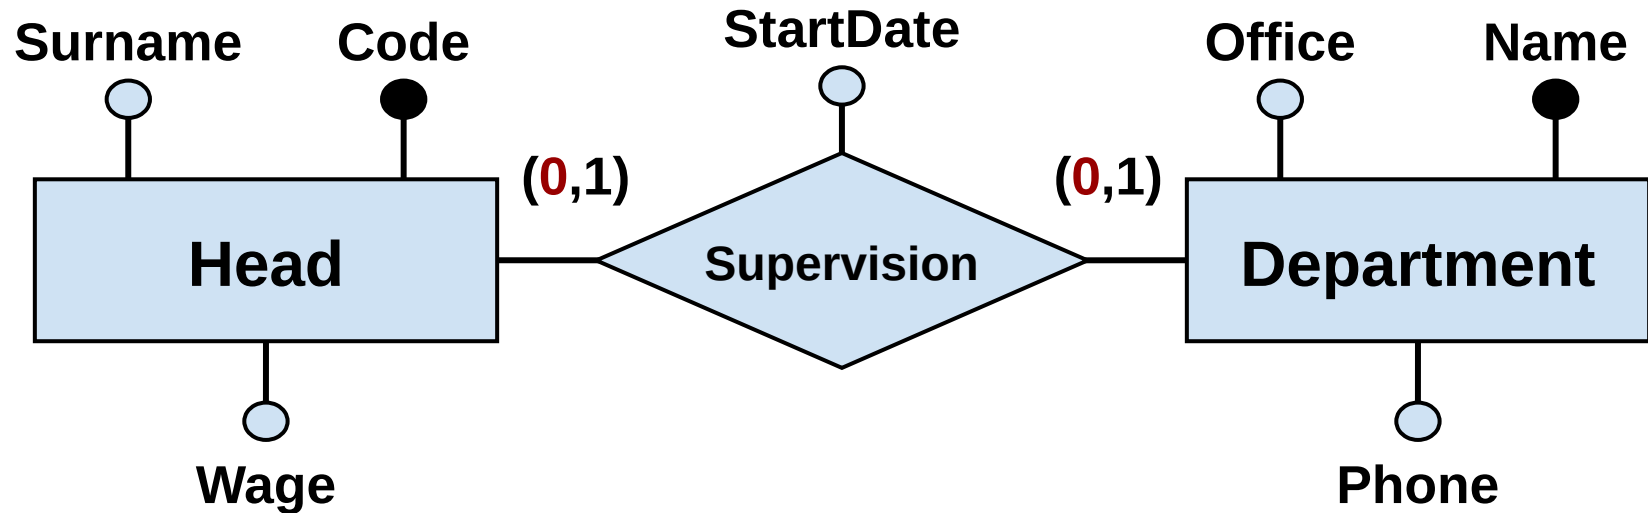 Surname Code StartDate Office Name
(0,1) (0,1)
Head Supervision Department
Wage Phone